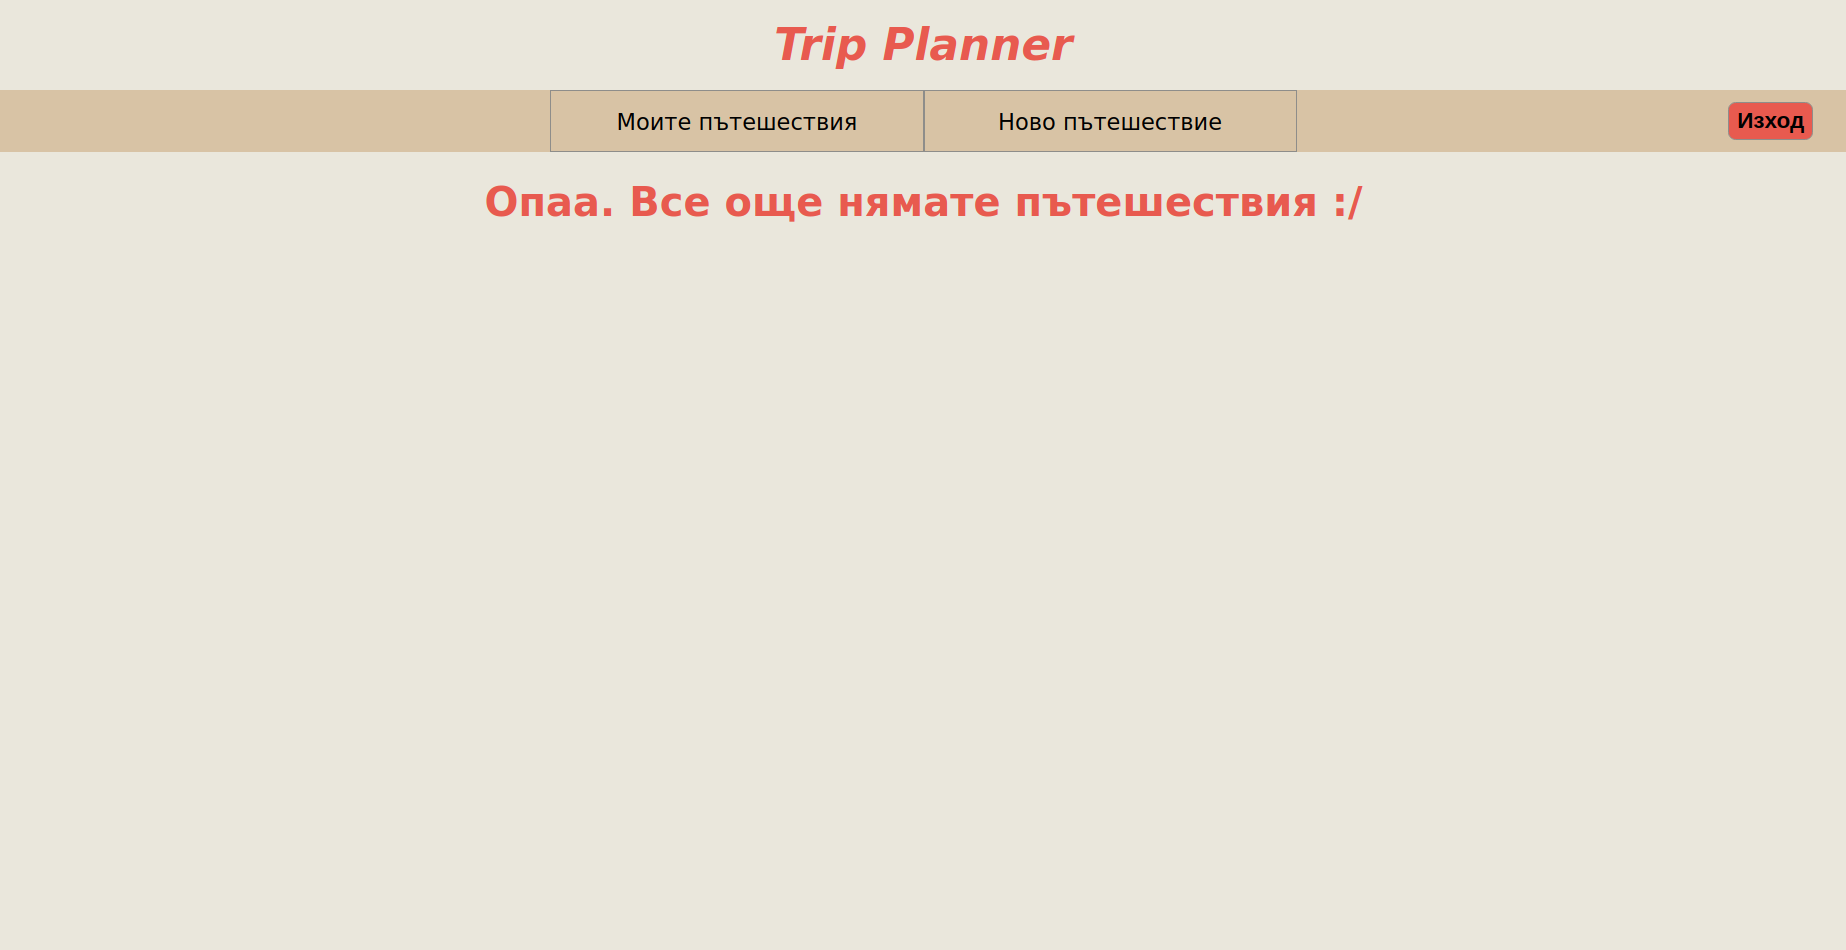 Trip Planner
Моите пътешествия
Ново пътешествие
Изход
Опаа. Все още нямате пътешествия :/